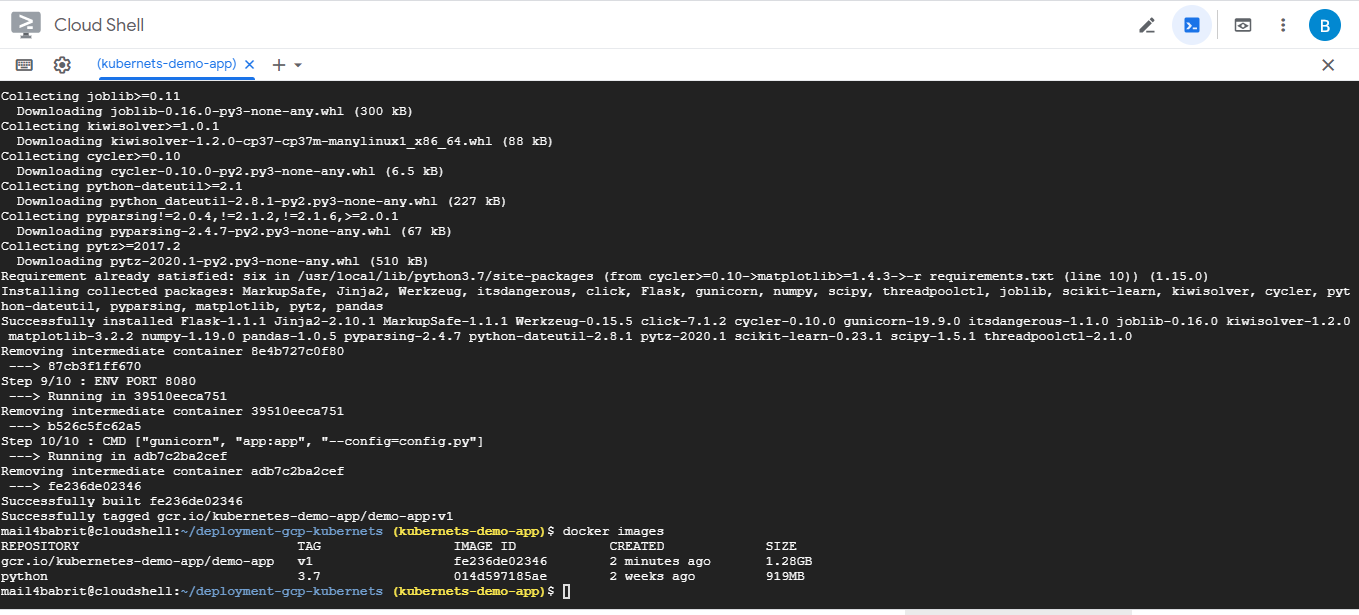 Cloud Shell
B
(kubernets-demo-app)
Collecting joblib>=0.11
  Downloading joblib-0.16.0-py3-none-any.whl (300 kB)
Collecting kiwisolver>=1.0.1
  Downloading kiwisolver-1.2.0-cp37-cp37m-manylinux1_x86_64.whl (88 kB)
Collecting cycler>=0.10
  Downloading cycler-0.10.0-py2.py3-none-any.whl (6.5 kB)
Collecting python-dateutil>=2.1
  Downloading python_dateutil-2.8.1-py2.py3-none-any.whl (227 kB)
Collecting pyparsing!=2.0.4,!=2.1.2,!=2.1.6,>=2.0.1
  Downloading pyparsing-2.4.7-py2.py3-none-any.whl (67 kB)
Collecting pytz>=2017.2
  Downloading pytz-2020.1-py2.py3-none-any.whl (510 kB)
Requirement already satisfied: six in /usr/local/lib/python3.7/site-packages (from cycler>=0.10->matplotlib>=1.4.3->-r requirements.txt (line 10)) (1.15.0)
Installing collected packages: MarkupSafe, Jinja2, Werkzeug, itsdangerous, click, Flask, gunicorn, numpy, scipy, threadpoolctl, joblib, scikit-learn, kiwisolver, cycler, pyt
hon-dateutil, pyparsing, matplotlib, pytz, pandas
Successfully installed Flask-1.1.1 Jinja2-2.10.1 MarkupSafe-1.1.1 Werkzeug-0.15.5 click-7.1.2 cycler-0.10.0 gunicorn-19.9.0 itsdangerous-1.1.0 joblib-0.16.0 kiwisolver-1.2.0
 matplotlib-3.2.2 numpy-1.19.0 pandas-1.0.5 pyparsing-2.4.7 python-dateutil-2.8.1 pytz-2020.1 scikit-learn-0.23.1 scipy-1.5.1 threadpoolctl-2.1.0
Removing intermediate container 8e4b727c0f80
 ---> 87cb3f1ff670
Step 9/10 : ENV PORT 8080
 ---> Running in 39510eeca751
Removing intermediate container 39510eeca751
 ---> b526c5fc62a5
Step 10/10 : CMD ["gunicorn", "app:app", "--config=config.py"]
 ---> Running in adb7c2ba2cef
Removing intermediate container adb7c2ba2cef
 ---> fe236de02346
Successfully built fe236de02346
Successfully tagged gcr.io/kubernetes-demo-app/demo-app:v1
mail4babrit@cloudshell:~/deployment-gcp-kubernets (kubernets-demo-app)$ docker images
REPOSITORY TAG IMAGE ID CREATED SIZE
gcr.io/kubernetes-demo-app/demo-app v1 fe236de02346 2 minutes ago 1.28GB
python 3.7 014d597185ae 2 weeks ago 919MB
mail4babrit@cloudshell:~/deployment-gcp-kubernets (kubernets-demo-app)$